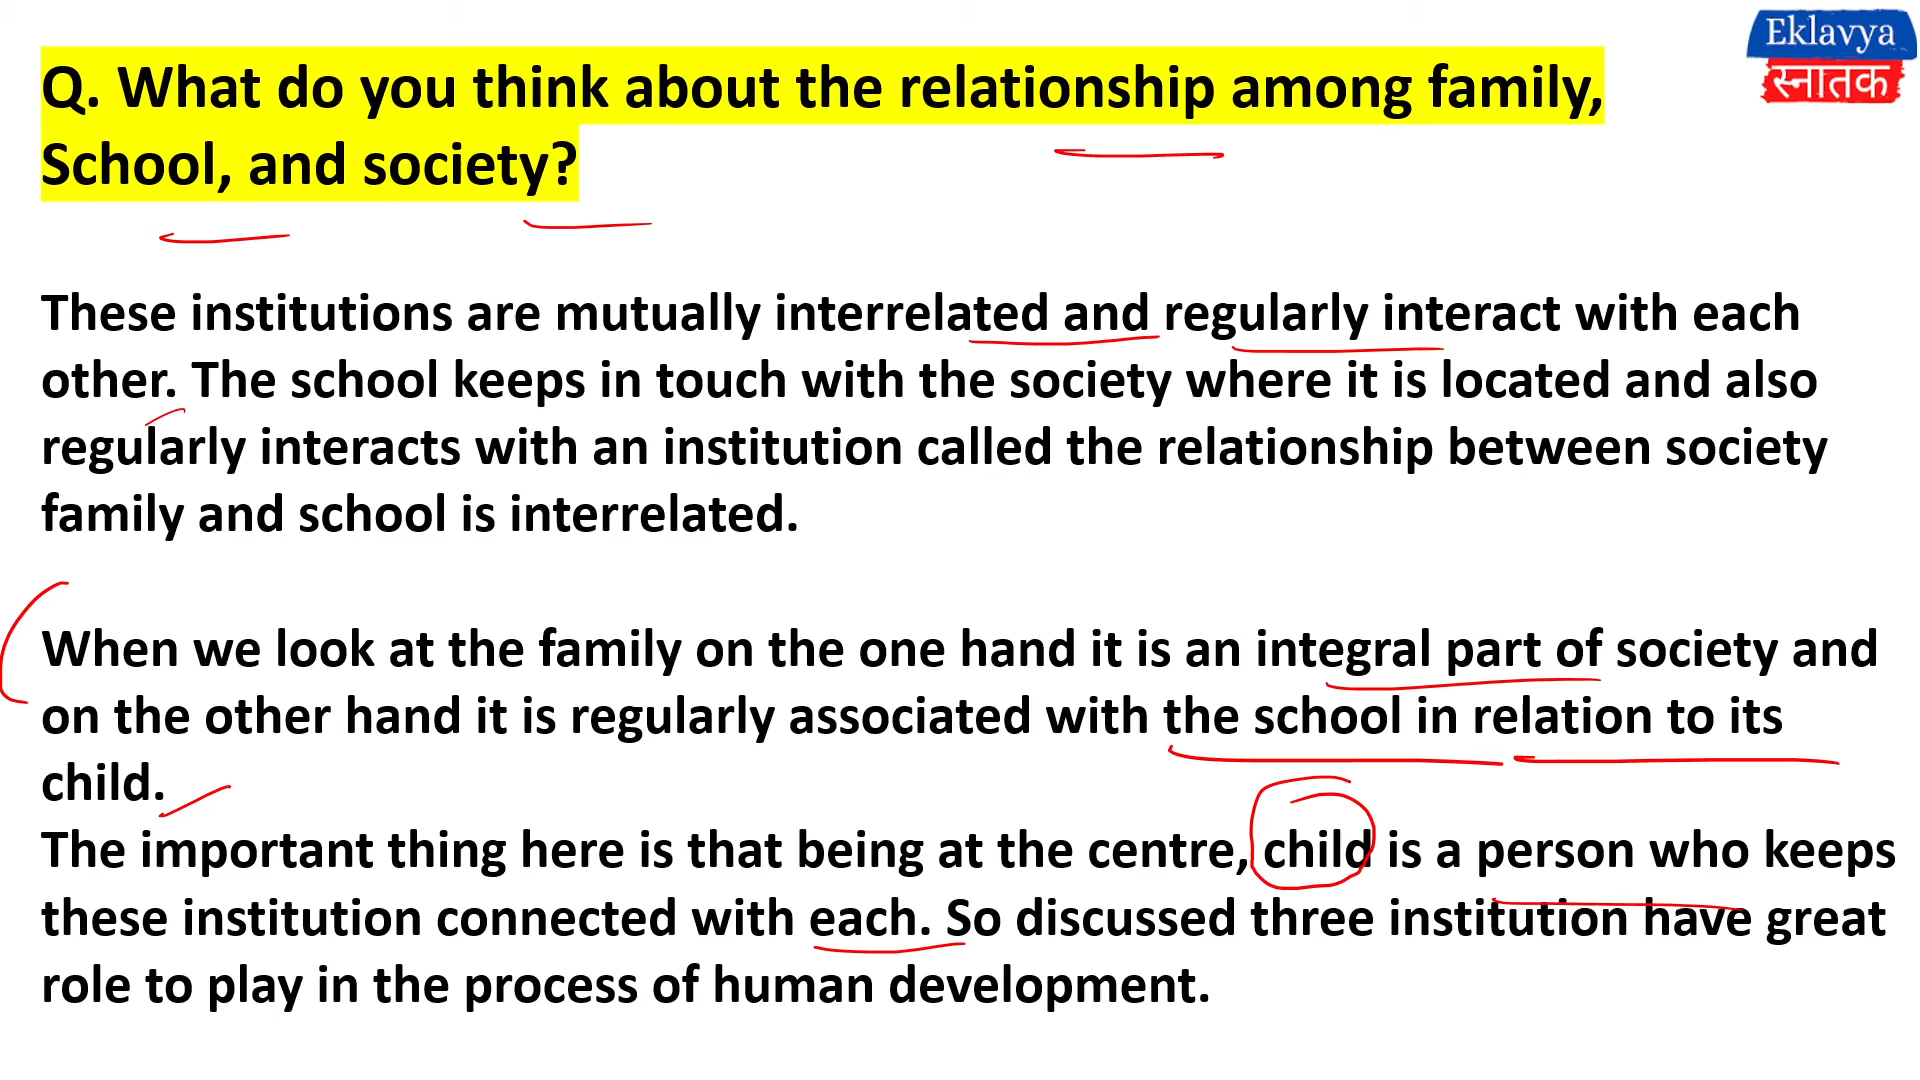 Eklavya
स्नातक
Q. What do you think about the relationship among family,
School, and society?
These institutions are mutually interrelated and regularly interact with each
other. The school keeps in touch with the society where it is located and also
regularly interacts with an institution called the relationship between society
family and school is interrelated.
When we look at the family on the one hand it is an integral part of society and
on the other hand it is regularly associated with the school in relation to its
child.
The important thing here is that being at the centre, child is a person who keeps
these institution connected with each. So discussed three institution have great
role to play in the process of human development.